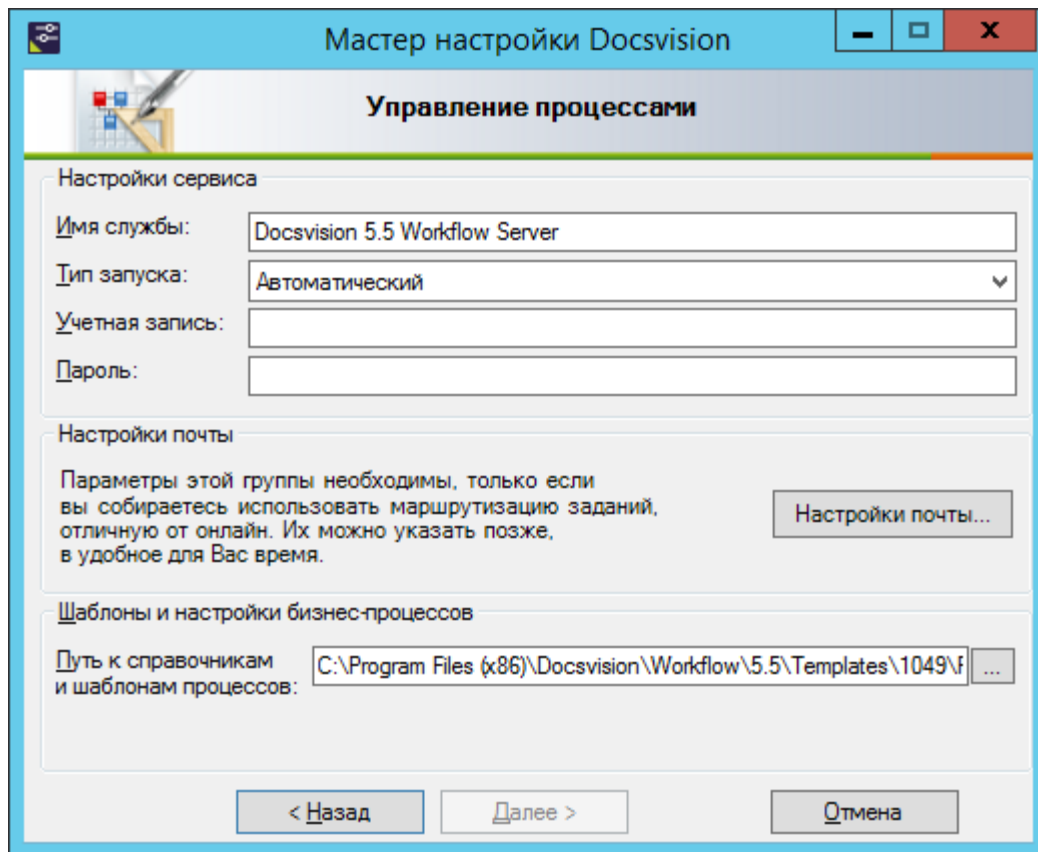 Мастер настройки Docsvision
Управление процессами
Настройки сервиса
Имя службы: Docsvision 5.5 Workflow Server
Тип запуска: Автоматический
Учетная запись:
Пароль:
Настройки почты
Параметры этой группы необходимы, только если
вы собираетесь использовать маршрутизацию заданий,
отличную от онлайн. Их можно указать позже,
в удобное для Вас время.
Настройки почты...
Шаблоны и настройки бизнес-процессов
Путь к справочникам
и шаблонам процессов:
C:\Program Files (x86)\Docsvision\Workflow\5.5\Templates\1049\
...
< Назад Далее > Отмена